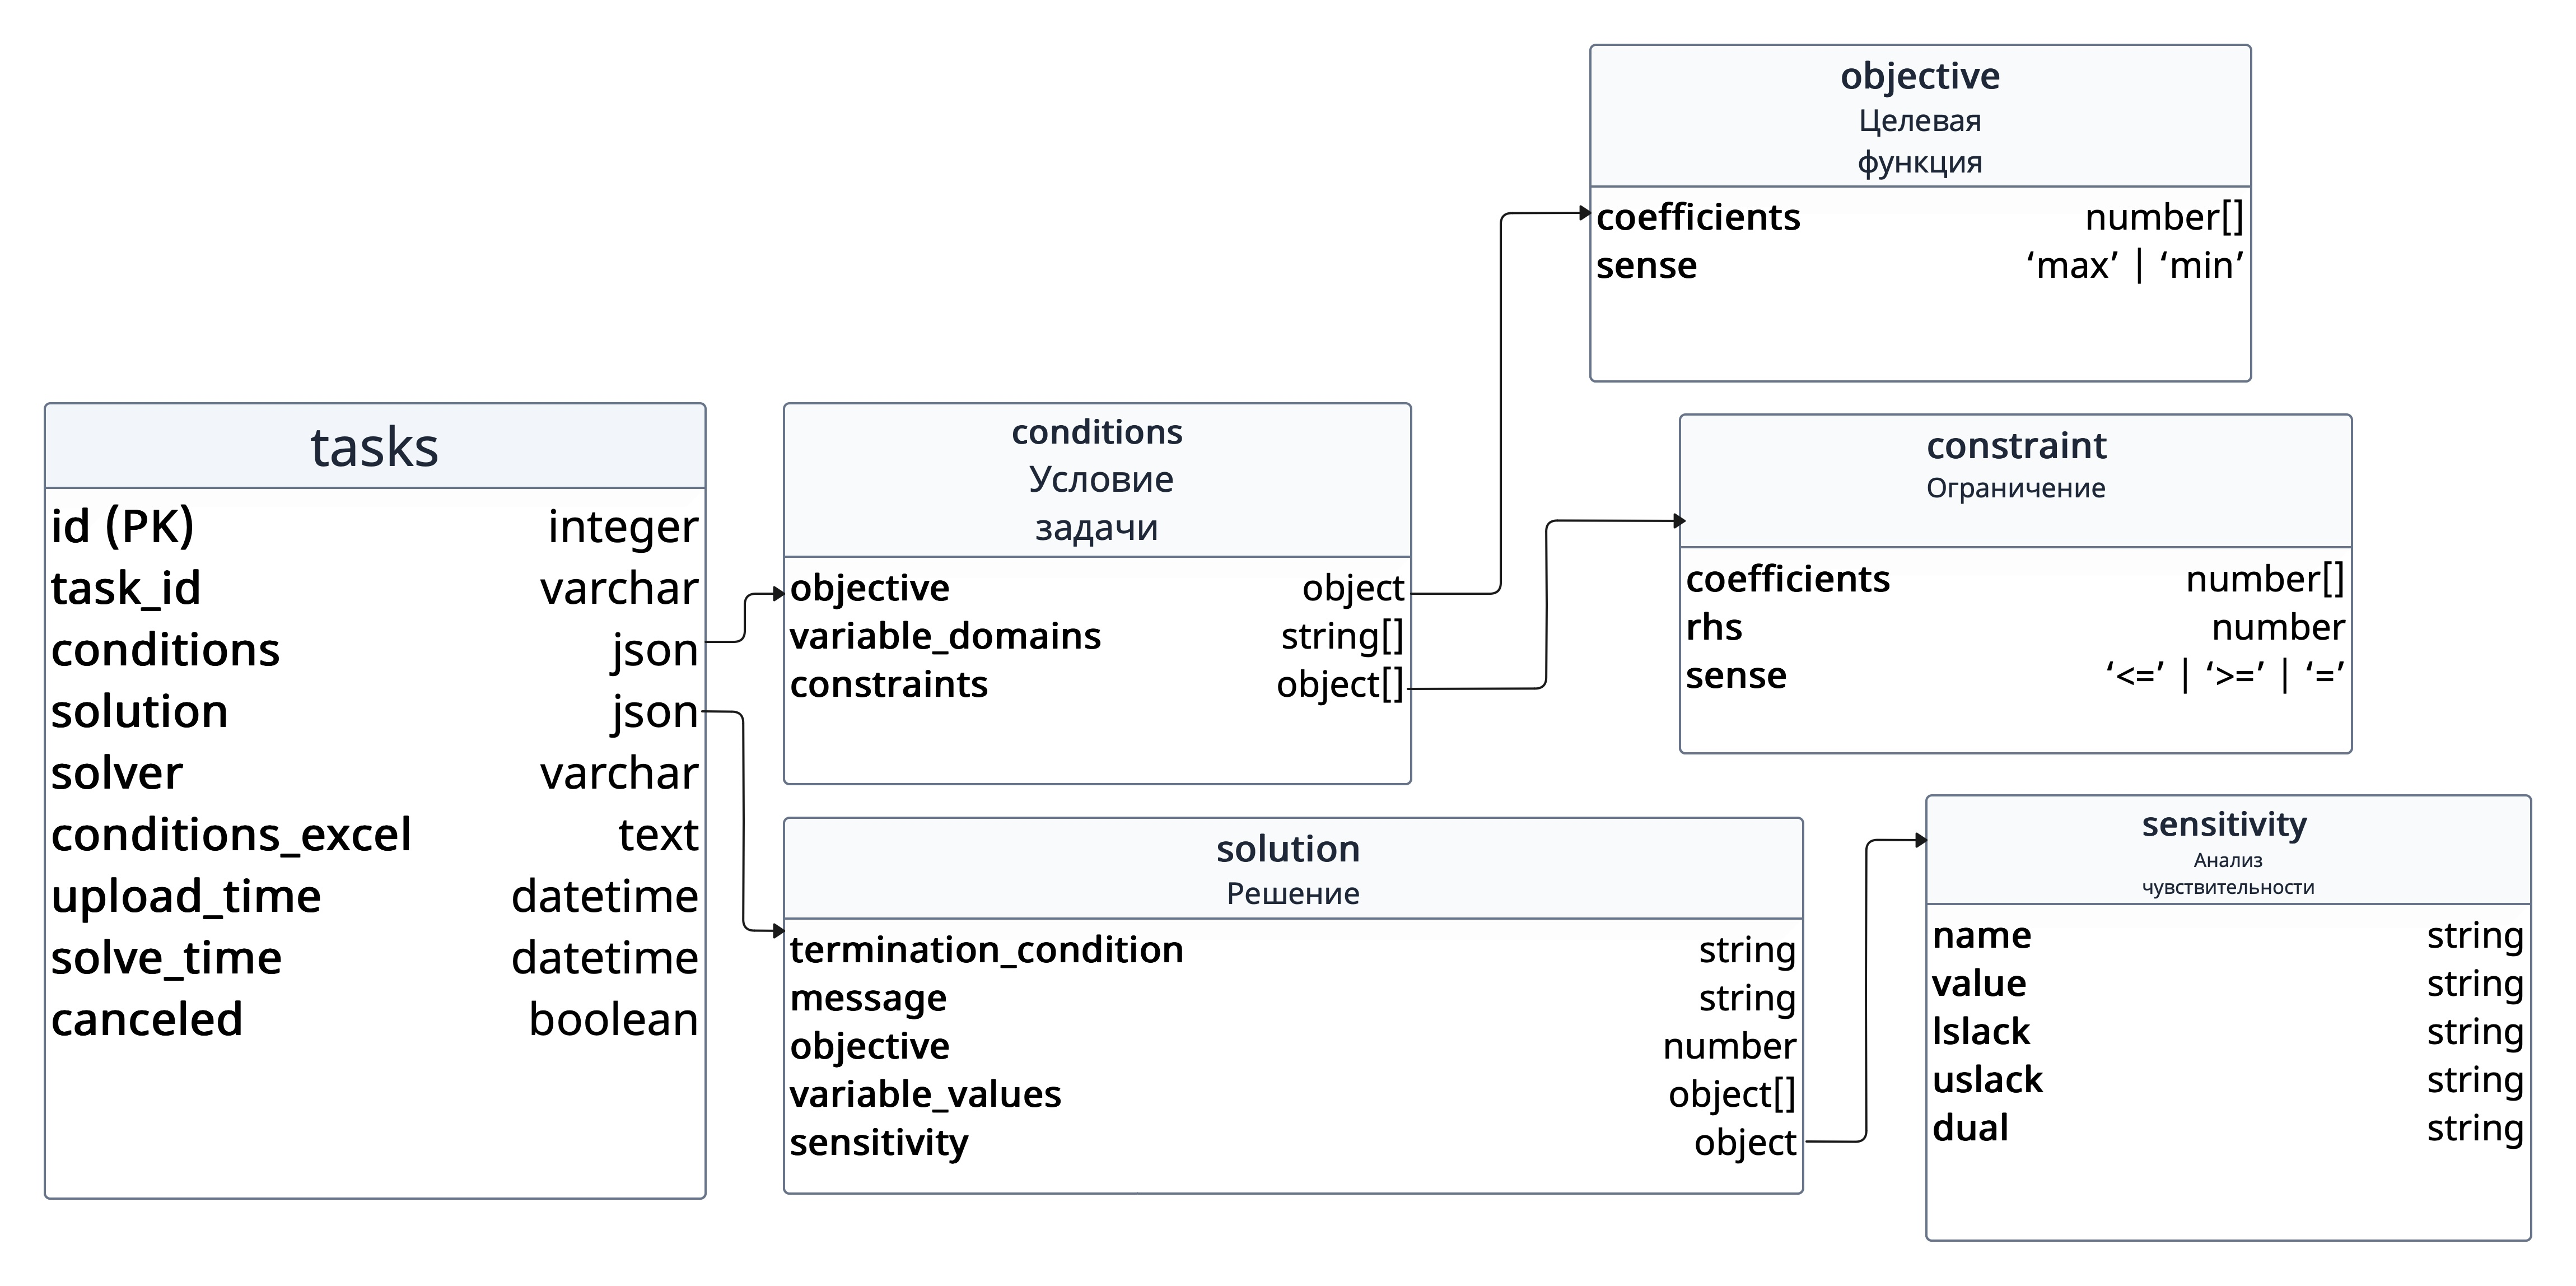 objective
Целевая
функция
coefficients number[]
sense ‘max’ | ‘min’
tasks
id (PK) integer
task_id varchar
conditions json
solution json
solver varchar
conditions_excel text
upload_time datetime
solve_time datetime
canceled boolean
conditions
Условие
задачи
objective object
variable_domains string[]
constraints object[]
constraint
Ограничение
coefficients number[]
rhs number
sense ‘<=’ | ‘>=’ | ‘=’
solution
Решение
termination_condition string
message string
objective number
variable_values object[]
sensitivity object
sensitivity
Анализ
чувствительности
name string
value string
lslack string
uslack string
dual string